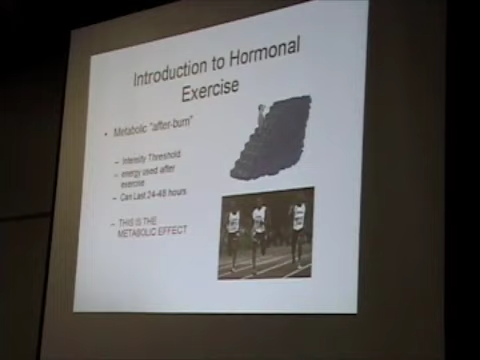 Introduction to Hormonal
Exercise
• Metabolic "after-burn"
– Intensity Threshold
– energy used after
exercise
– Can Last 24-48 hours
– THIS IS THE
METABOLIC EFFECT